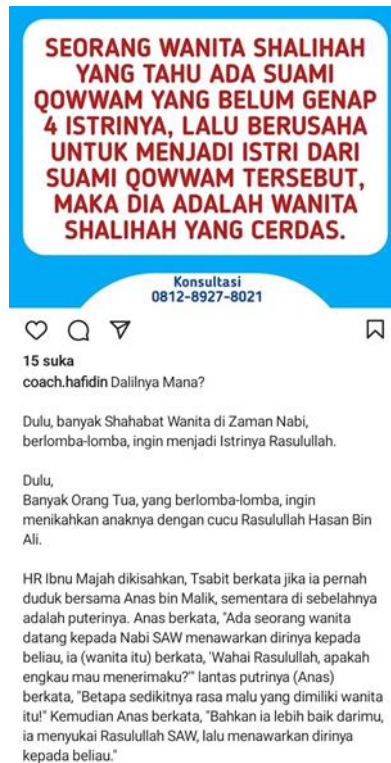 SEORANG WANITA SHALIHAH
YANG TAHU ADA SUAMI
QOWWAM YANG BELUM GENAP
4 ISTRINYA, LALU BERUSAHA
UNTUK MENJADI ISTRI DARI
SUAMI QOWWAM TERSEBUT,
MAKA DIA ADALAH WANITA
SHALIHAH YANG CERDAS.
Konsultasi
0812-8927-8021
15 suka
coach.hafidin Dalilnya Mana?
Dulu, banyak Shahabat Wanita di Zaman Nabi,
berlomba-lomba, ingin menjadi Istrinya Rasulullah.
Dulu,
Banyak Orang Tua, yang berlomba-lomba, ingin
menikahkan anaknya dengan cucu Rasulullah Hasan Bin
Ali.
HR Ibnu Majah dikisahkan, Tsabit berkata jika ia pernah
duduk bersama Anas bin Malik, sementara di sebelahnya
adalah puterinya. Anas berkata, "Ada seorang wanita
datang kepada Nabi SAW menawarkan dirinya kepada
beliau, ia (wanita itu) berkata, 'Wahai Rasulullah, apakah
engkau mau menerimaku?'" lantas putrinya (Anas)
berkata, "Betapa sedikitnya rasa malu yang dimiliki wanita
itu!" Kemudian Anas berkata, "Bahkan ia lebih baik darimu,
ia menyukai Rasulullah SAW, lalu menawarkan dirinya
kepada beliau."